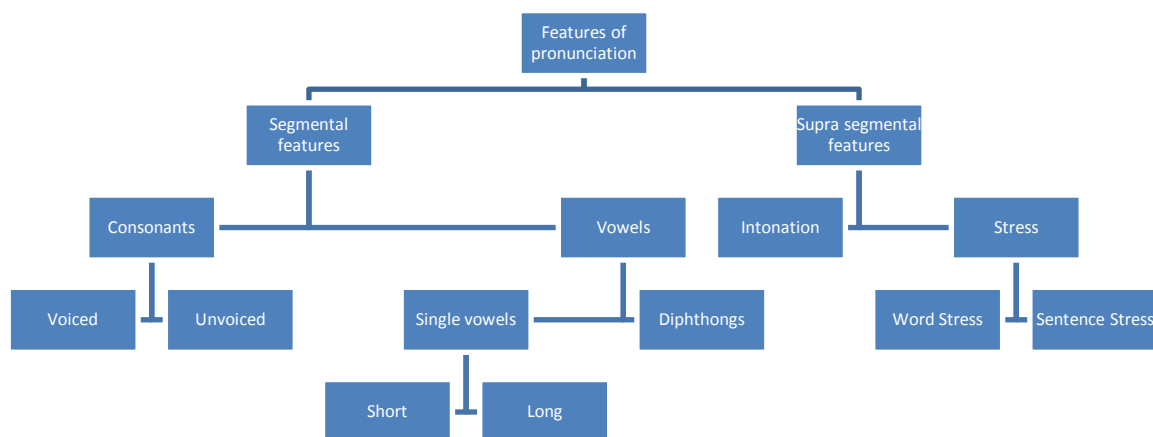 Features of
pronunciation
Segmental
features
Supra segmental
features
Consonants
Vowels
Intonation
Stress
Voiced
Unvoiced
Single vowels
Diphthongs
Word Stress
Sentence Stress
Short
Long